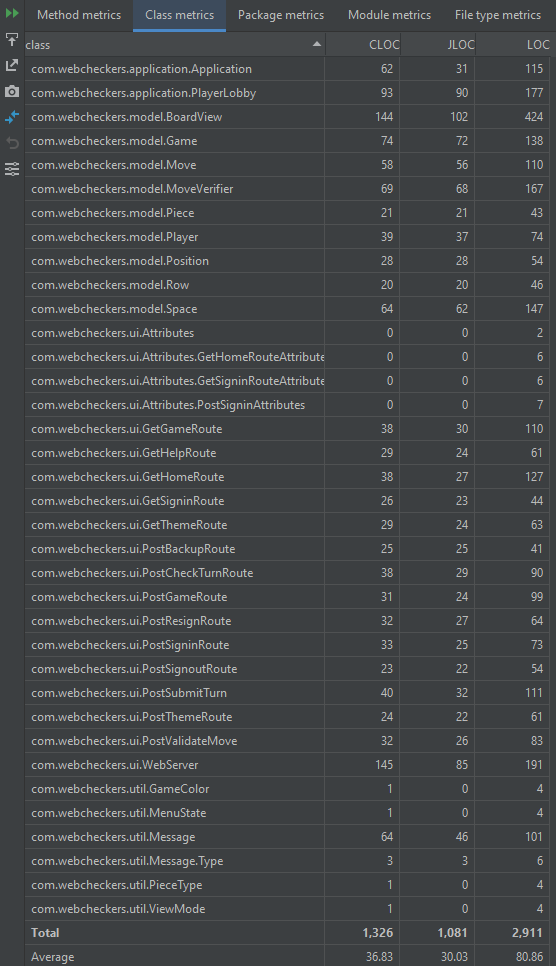 Method metrics Class metrics Package metrics Module metrics File type metrics
class CLOC JLOC LOC
com.webcheckers.application.Application 62 31 115
com.webcheckers.application.PlayerLobby 93 90 177
com.webcheckers.model.BoardView 144 102 424
com.webcheckers.model.Game 74 72 138
com.webcheckers.model.Move 58 56 110
com.webcheckers.model.MoveVerifier 69 68 167
com.webcheckers.model.Piece 21 21 43
com.webcheckers.model.Player 39 37 74
com.webcheckers.model.Position 28 28 54
com.webcheckers.model.Row 20 20 46
com.webcheckers.model.Space 64 62 147
com.webcheckers.ui.Attributes 0 0 2
com.webcheckers.ui.Attributes.GetHomeRouteAttribute 0 0 6
com.webcheckers.ui.Attributes.GetSigninRouteAttribute 0 0 6
com.webcheckers.ui.Attributes.PostSigninAttributes 0 0 7
com.webcheckers.ui.GetGameRoute 38 30 110
com.webcheckers.ui.GetHelpRoute 29 24 61
com.webcheckers.ui.GetHomeRoute 38 27 127
com.webcheckers.ui.GetSigninRoute 26 23 44
com.webcheckers.ui.GetThemeRoute 29 24 63
com.webcheckers.ui.PostBackupRoute 25 25 41
com.webcheckers.ui.PostCheckTurnRoute 38 29 90
com.webcheckers.ui.PostGameRoute 31 24 99
com.webcheckers.ui.PostResignRoute 32 27 64
com.webcheckers.ui.PostSigninRoute 33 25 73
com.webcheckers.ui.PostSignoutRoute 23 22 54
com.webcheckers.ui.PostSubmitTurn 40 32 111
com.webcheckers.ui.PostThemeRoute 24 22 61
com.webcheckers.ui.PostValidateMove 32 26 83
com.webcheckers.ui.WebServer 145 85 191
com.webcheckers.util.GameColor 1 0 4
com.webcheckers.util.MenuState 1 0 4
com.webcheckers.util.Message 64 46 101
com.webcheckers.util.Message.Type 3 3 6
com.webcheckers.util.PieceType 1 0 4
com.webcheckers.util.ViewMode 1 0 4
Total 1,326 1,081 2,911
Average 36.83 30.03 80.86